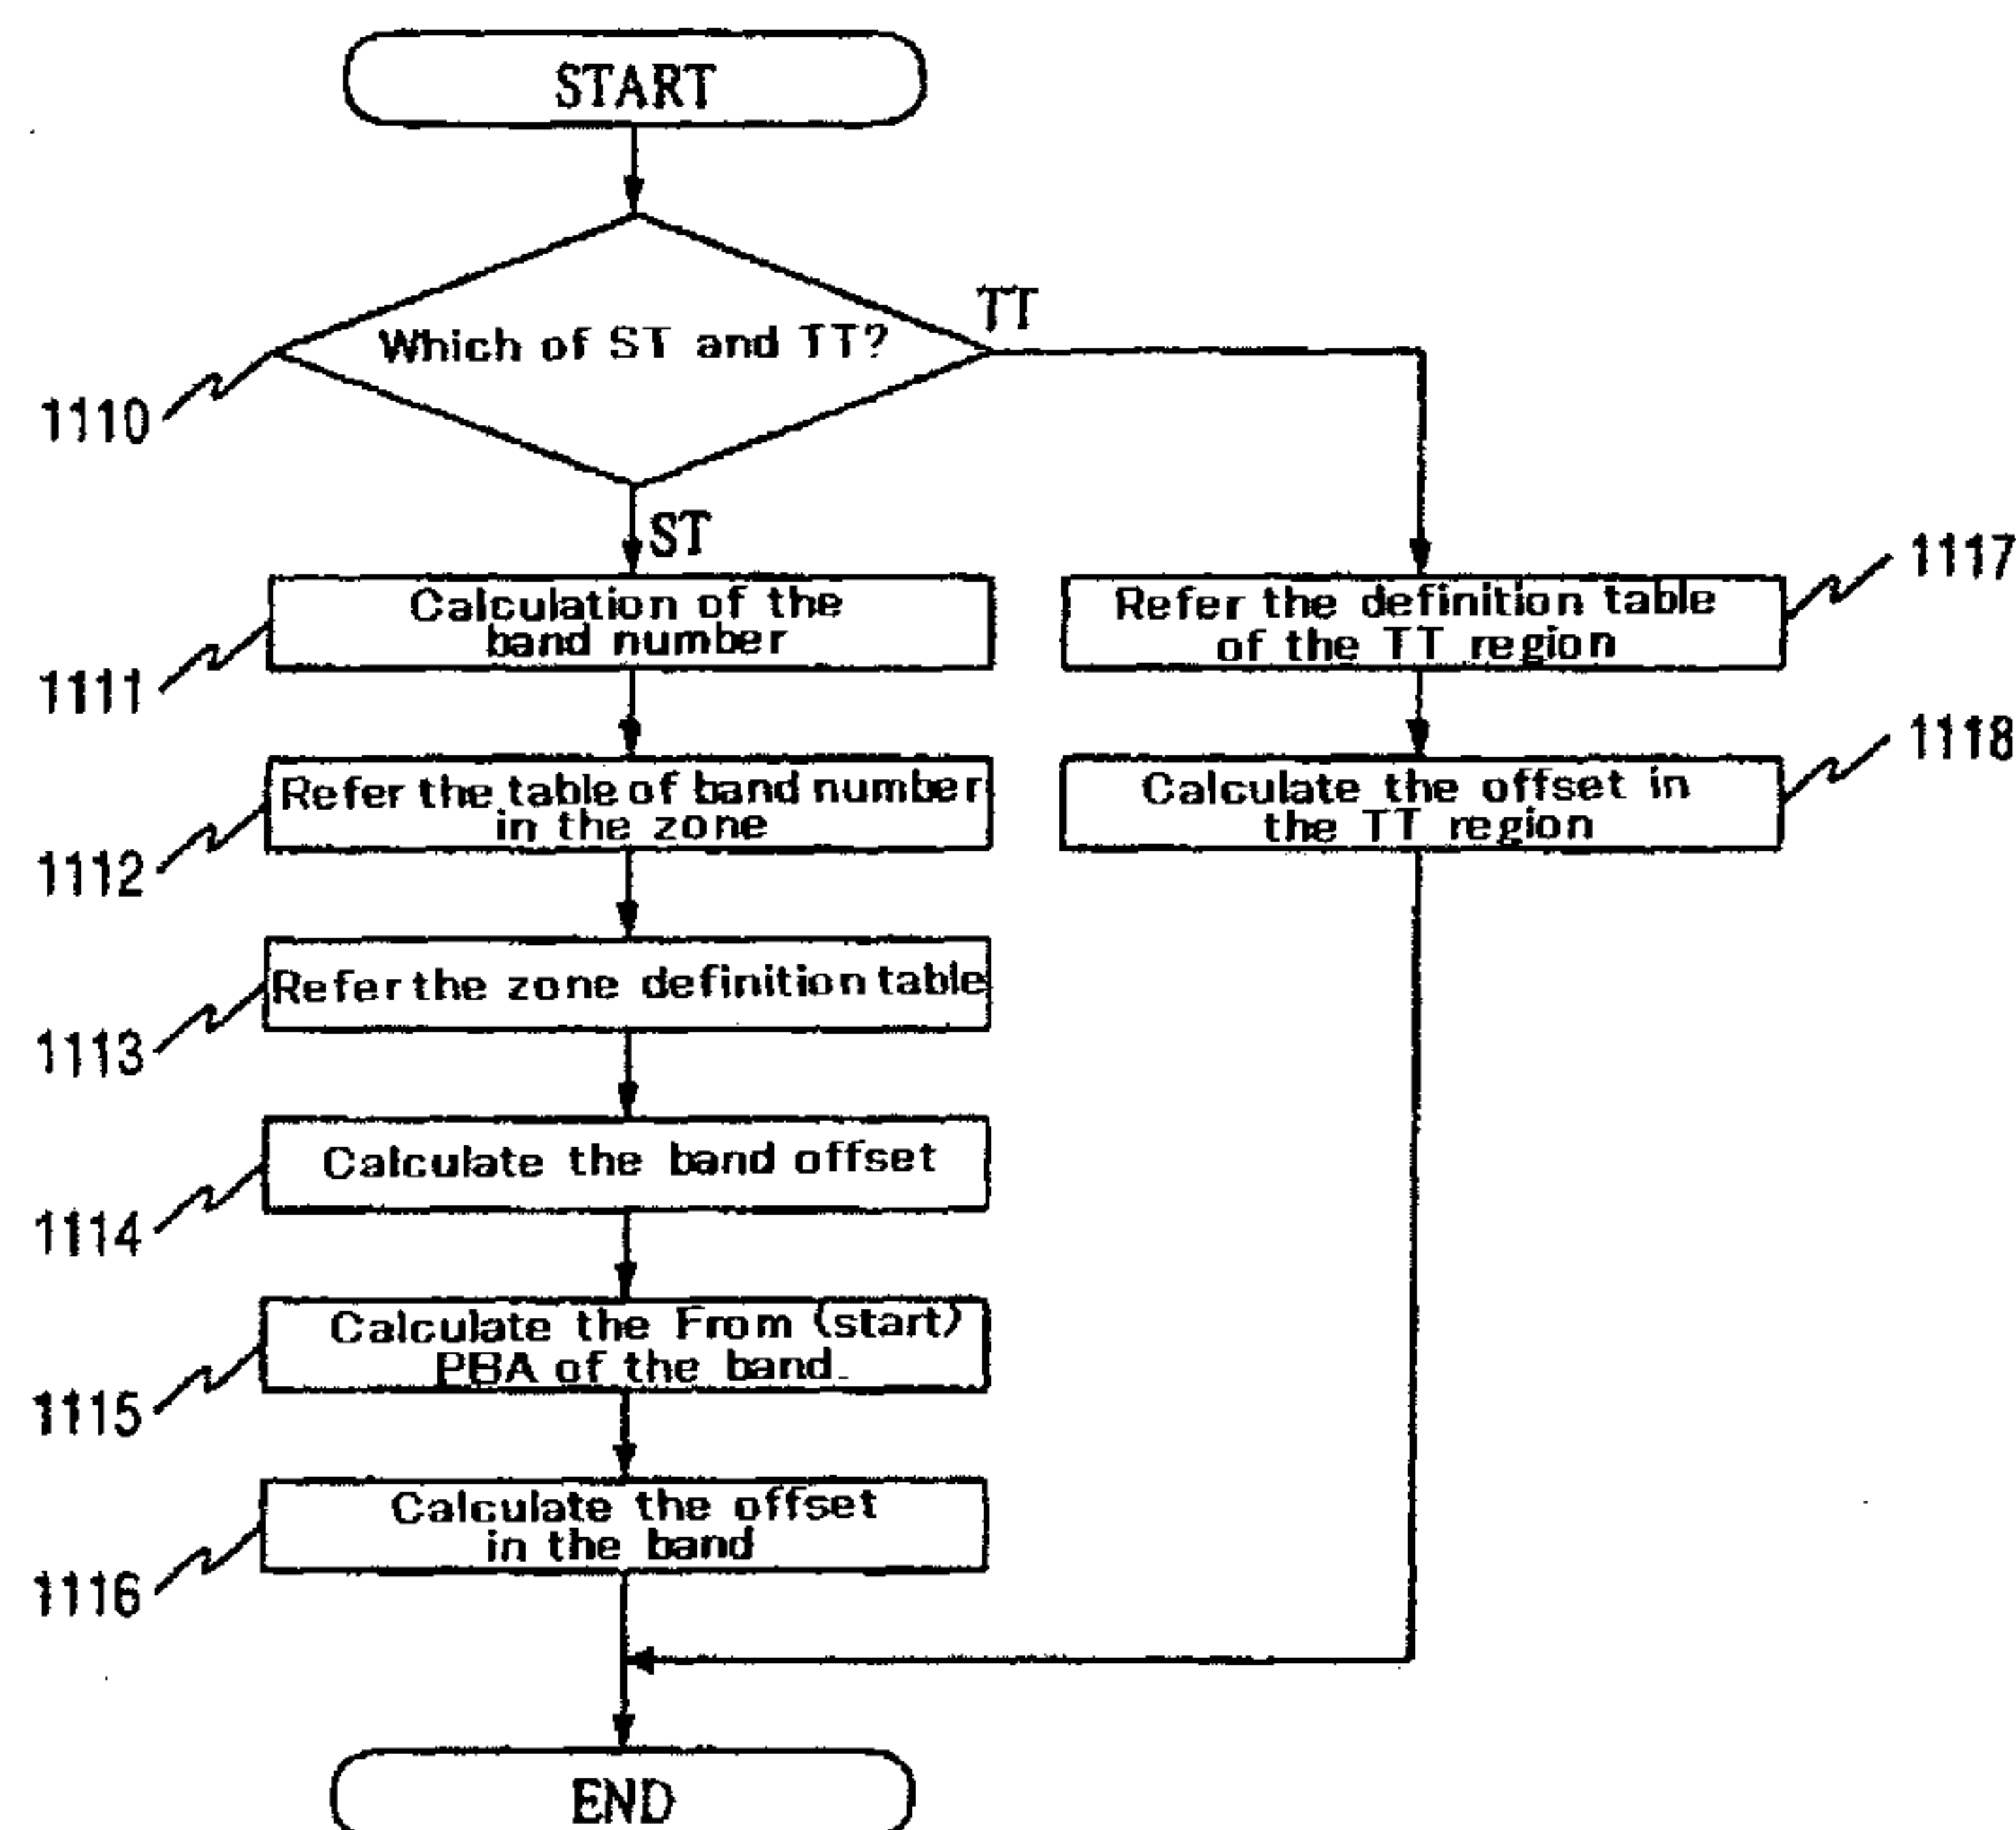 START
Which of ST and TT?
TT
1110
ST
Calculation of the
band number
1111
Refer the definition table
of the TT region
1117
Refer the table of band number
in the zone
1112
Calculate the offset in
the TT region
1118
Refer the zone definition table
1113
Calculate the band offset
1114
Calculate the From (start)
PBA of the band
1115
Calculate the offset
in the band
1116
END